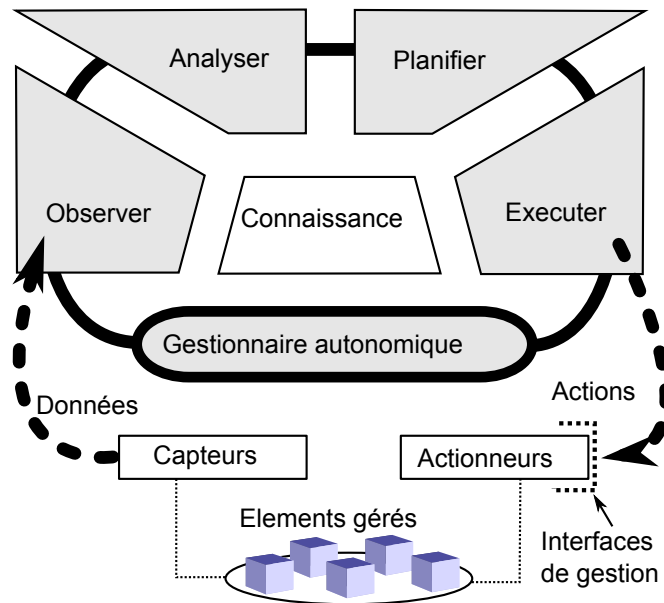 Analyser
Planifier
Observer
Connaissance
Executer
Gestionnaire autonomique
Données
Actions
Capteurs
Actionneurs
Elements gérés
Interfaces
de gestion